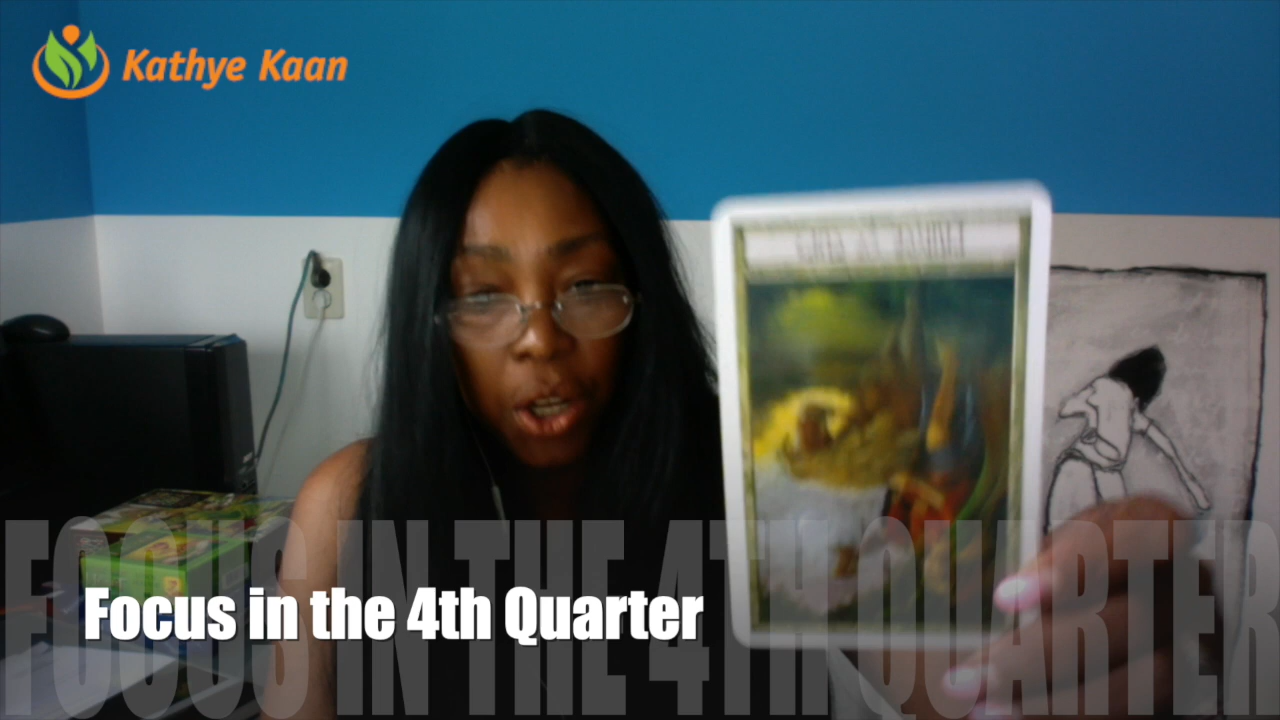 Kathye Kaan
FOCUS IN THE 4TH QUARTER
Focus in the 4th Quarter